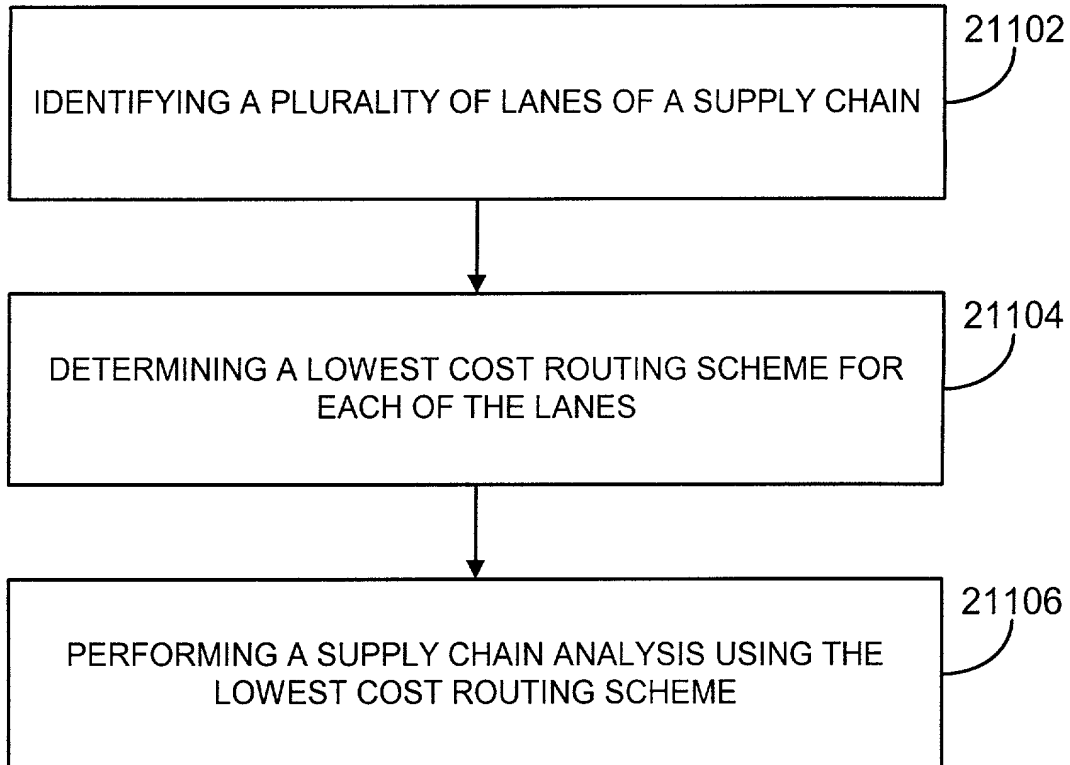 21102
IDENTIFYING A PLURALITY OF LANES OF A SUPPLY CHAIN
21104
DETERMINING A LOWEST COST ROUTING SCHEME FOR
EACH OF THE LANES
21106
PERFORMING A SUPPLY CHAIN ANALYSIS USING THE
LOWEST COST ROUTING SCHEME